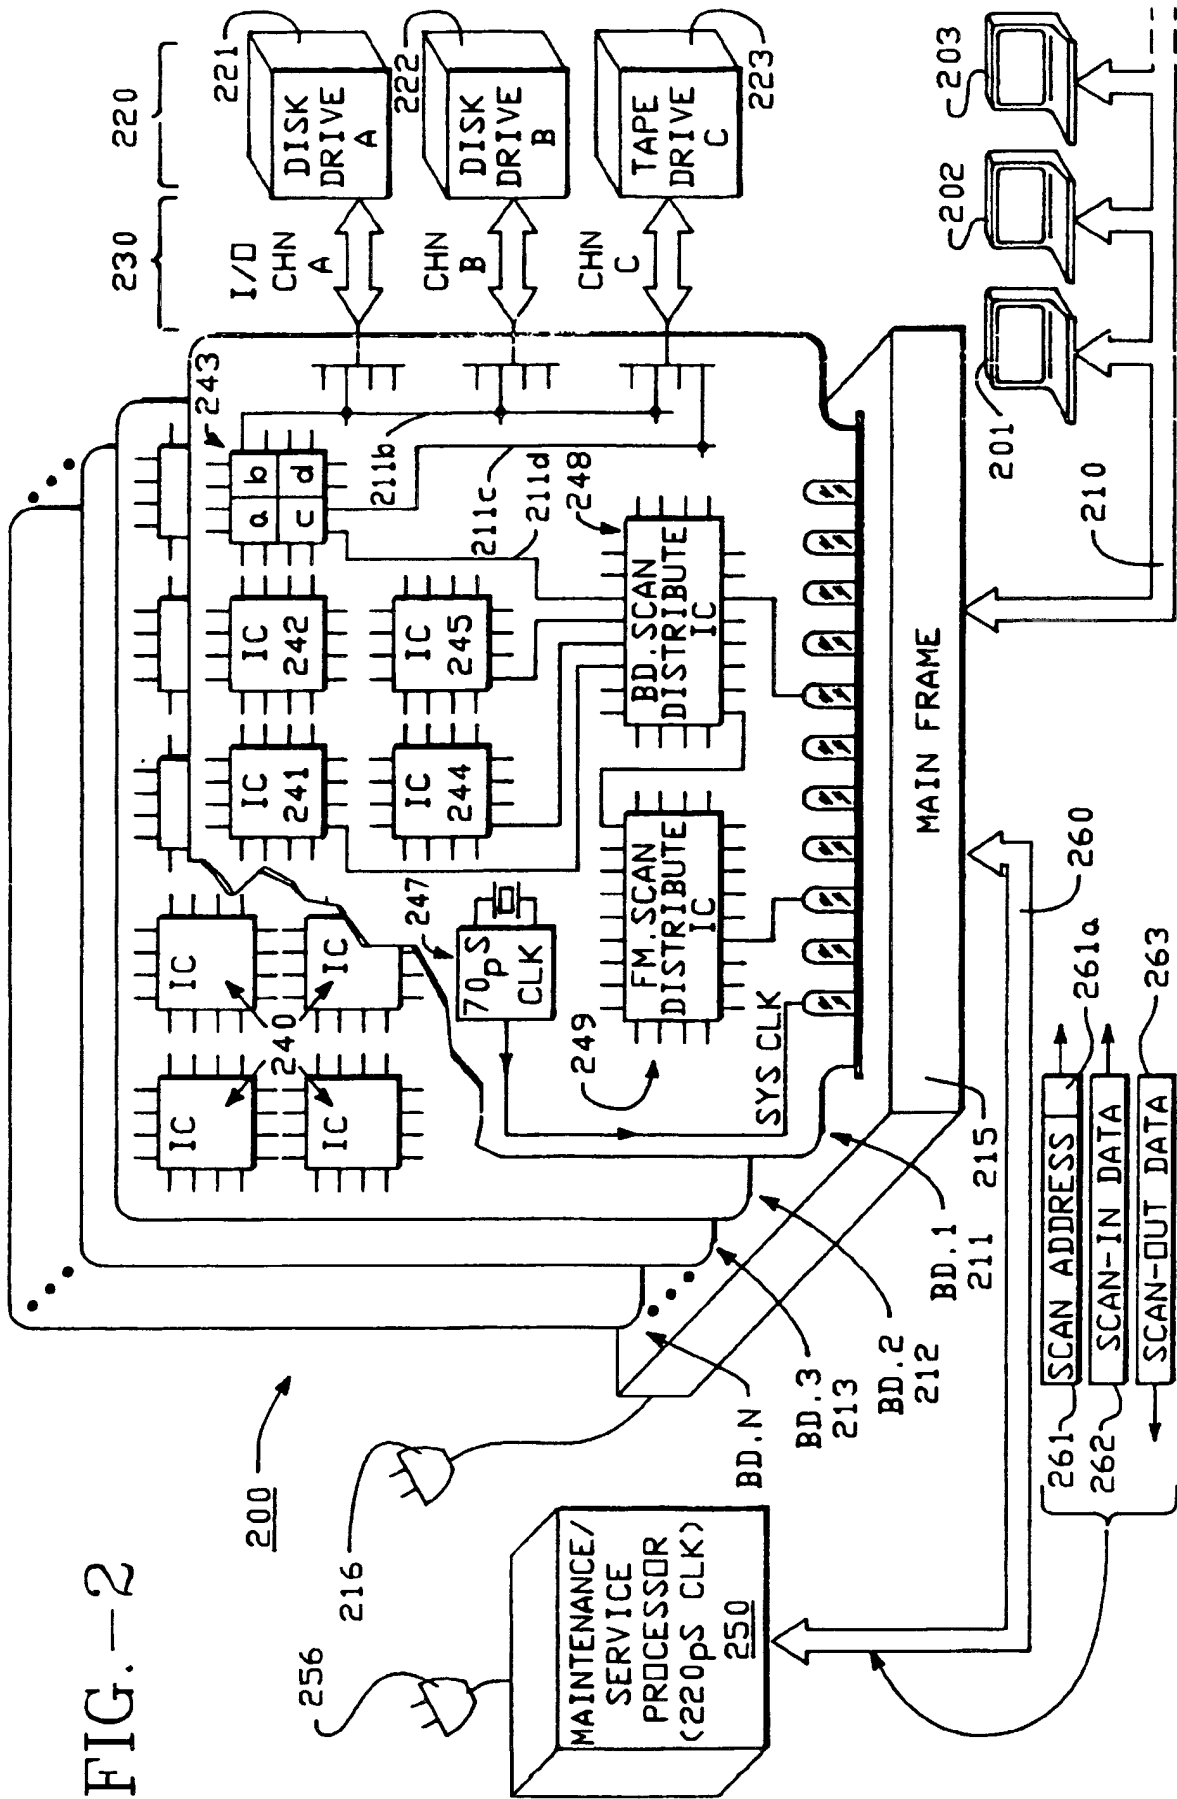 FIG.-2
200
220
230
221
222
223
DISK
DRIVE
A
DISK
DRIVE
B
TAPE
DRIVE
C
I/O
CHN
A
CHN
B
CHN
C
203
202
201
210
243
a
b
c
d
211b
211c
211d
IC
242
IC
245
IC
241
IC
244
IC
IC
IC
IC
240
247
70pS
CLK
248
BD.SCAN
DISTRIBUTE
IC
FM.SCAN
DISTRIBUTE
IC
249
SYS CLK
MAIN FRAME
215
BD.1
211
BD.2
212
BD.3
213
BD.N
216
256
MAINTENANCE/
SERVICE
PROCESSOR
(220pS CLK)
250
260
261
SCAN ADDRESS
261a
262
SCAN-IN DATA
SCAN-OUT DATA
263